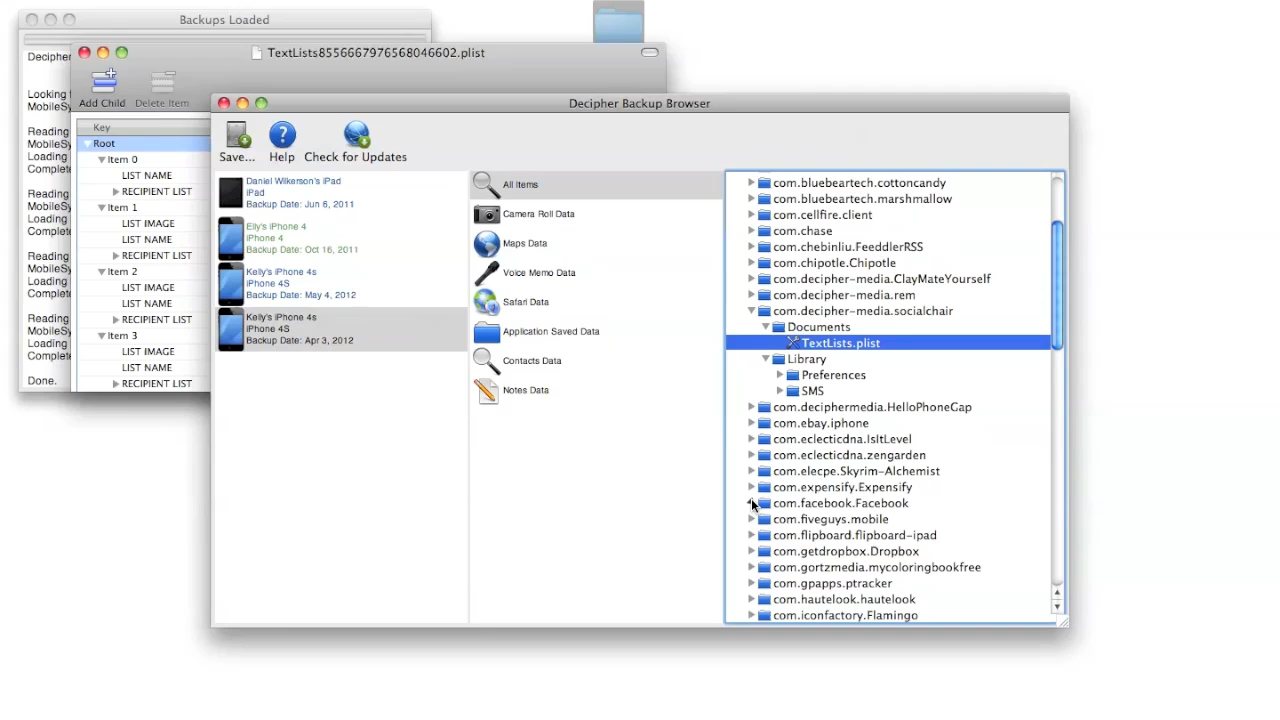 Backups Loaded
Decipher
Looking
MobileSy
Reading
MobileSy
Loading
Complete
Reading
MobileSy
Loading
Complete
Reading
MobileSy
Loading
Complete
Reading
MobileSy
Loading
Complete
Done.
TextLists8556667976568046602.plist
Add Child
Delete Item
Key
Root
Item 0
LIST NAME
RECIPIENT LIST
Item 1
LIST IMAGE
LIST NAME
RECIPIENT LIST
Item 2
LIST IMAGE
LIST NAME
RECIPIENT LIST
Item 3
LIST IMAGE
LIST NAME
RECIPIENT LIST
Decipher Backup Browser
Save...
Help
Check for Updates
Daniel Wilkerson's iPad
iPad
Backup Date: Jun 6, 2011
Elly's iPhone 4
iPhone 4
Backup Date: Oct 16, 2011
Kelly's iPhone 4s
iPhone 4S
Backup Date: May 4, 2012
Kelly's iPhone 4s
iPhone 4S
Backup Date: Apr 3, 2012
All Items
Camera Roll Data
Maps Data
Voice Memo Data
Safari Data
Application Saved Data
Contacts Data
Notes Data
com.bluebeartech.cottoncandy
com.bluebeartech.marshmallow
com.cellfire.client
com.chase
com.chebinliu.FeeddlerRSS
com.chipotle.Chipotle
com.decipher-media.ClayMateYourself
com.decipher-media.rem
com.decipher-media.socialchair
Documents
TextLists.plist
Library
Preferences
SMS
com.deciphermedia.HelloPhoneGap
com.ebay.iphone
com.eclecticdna.IsItLevel
com.eclecticdna.zengarden
com.elecpe.Skyrim-Alchemist
com.expensify.Expensify
com.facebook.Facebook
com.fiveguys.mobile
com.flipboard.flipboard-ipad
com.getdropbox.Dropbox
com.gortzmedia.mycoloringbookfree
com.gpapps.ptracker
com.hautelook.hautelook
com.iconfactory.Flamingo